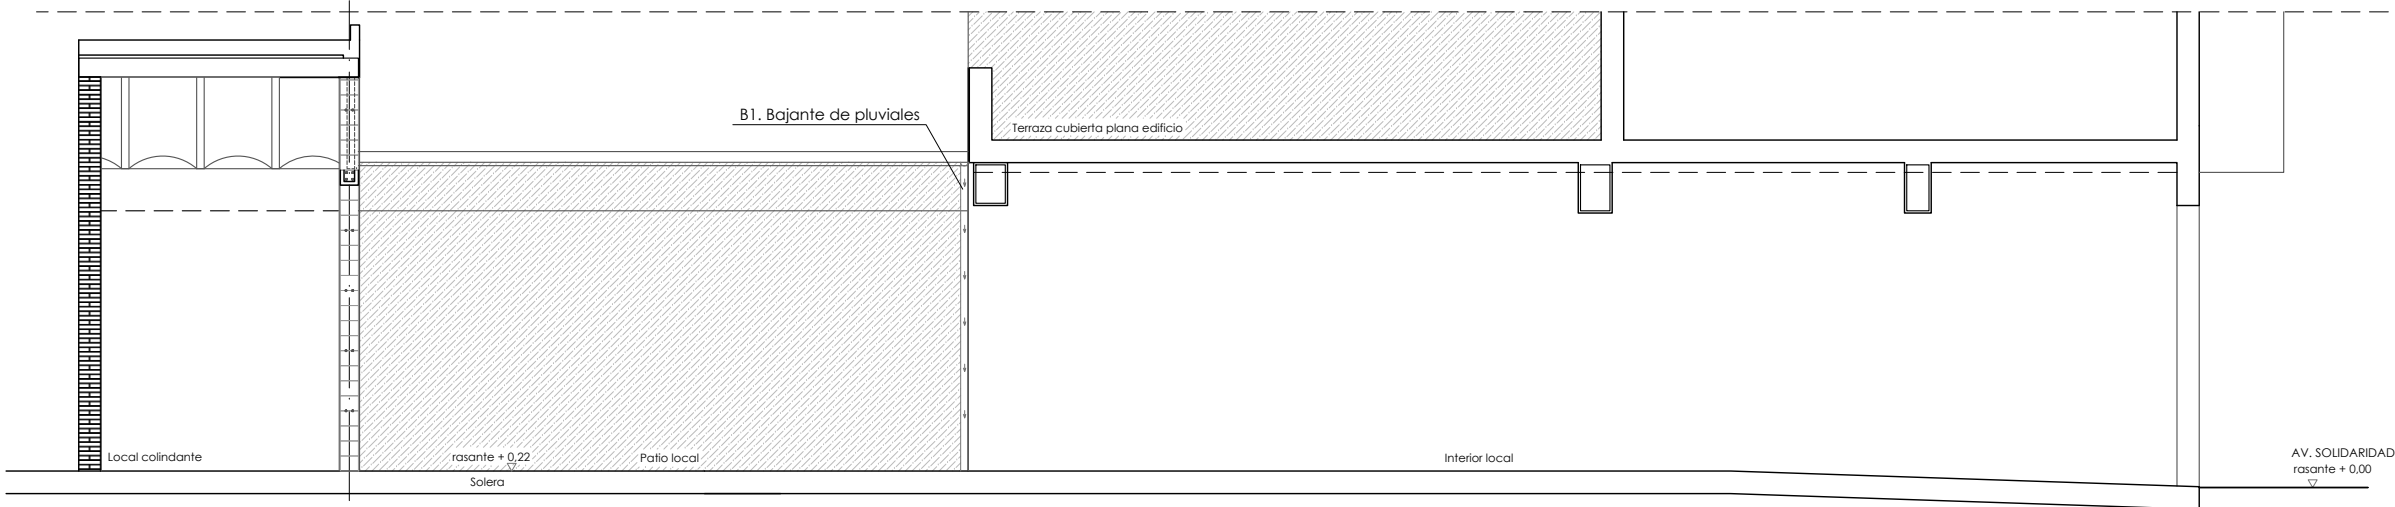 B1. Bajante de pluviales
Terraza cubierta plana edificio
Local colindante
rasante + 0,22
Patio local
Interior local
AV. SOLIDARIDAD
rasante + 0,00
Solera